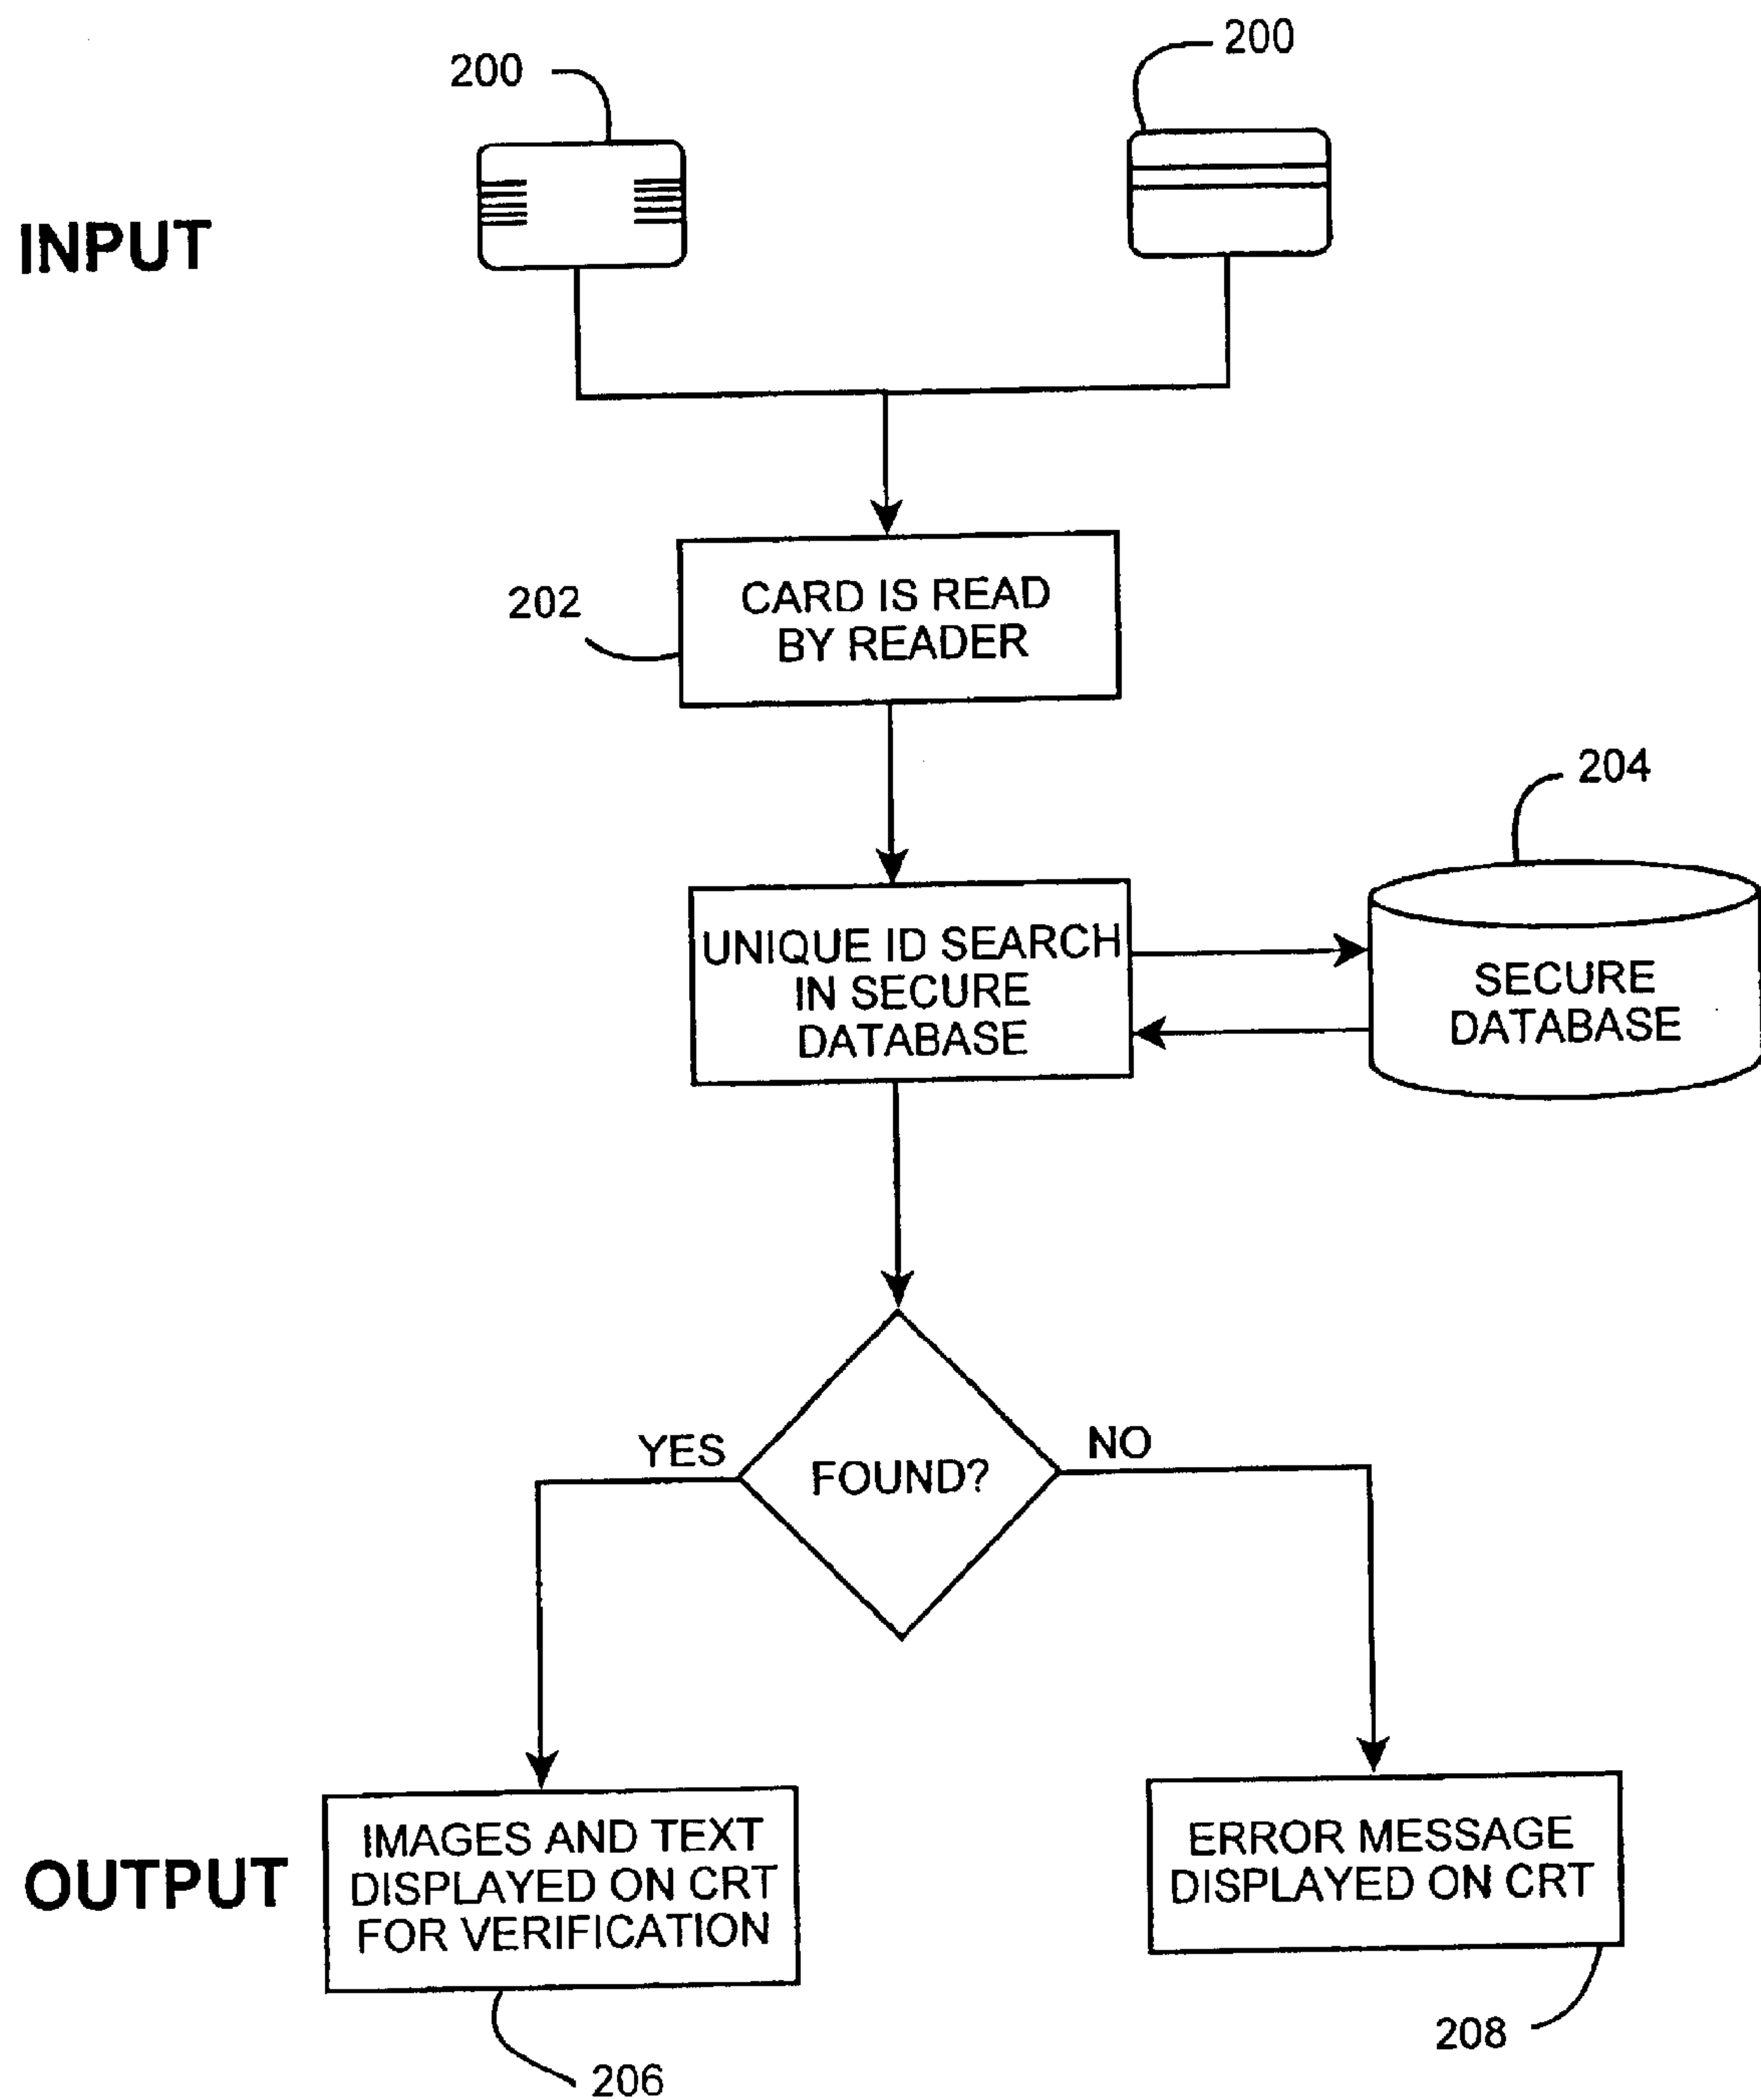 200
200
INPUT
202
CARD IS READ
BY READER
204
UNIQUE ID SEARCH
IN SECURE
DATABASE
SECURE
DATABASE
YES
FOUND?
NO
OUTPUT
IMAGES AND TEXT
DISPLAYED ON CRT
FOR VERIFICATION
ERROR MESSAGE
DISPLAYED ON CRT
206
208